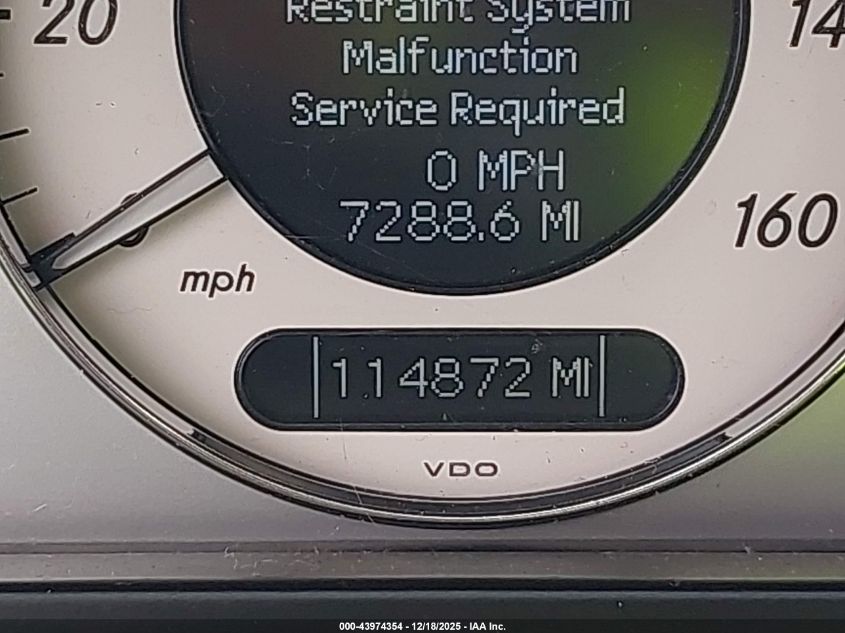 20
Restraint System
14
Malfunction
Service Required
0 MPH
7288.6 MI
160
mph
114872 MI
VDO
000-43974354 - 12/18/2025 - IAA Inc.